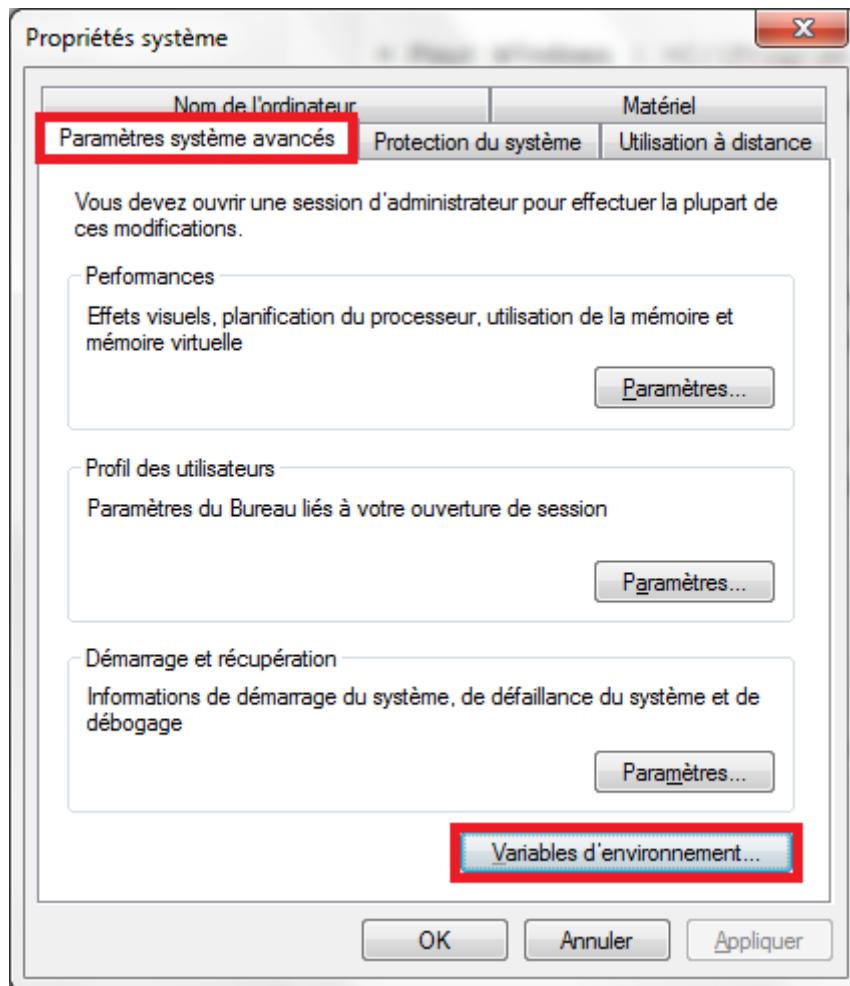 Propriétés système
Nom de l'ordinateur
Matériel
Paramètres système avancés
Protection du système
Utilisation à distance
Vous devez ouvrir une session d'administrateur pour effectuer la plupart de
ces modifications.
Performances
Effets visuels, planification du processeur, utilisation de la mémoire et
mémoire virtuelle
Paramètres...
Profil des utilisateurs
Paramètres du Bureau liés à votre ouverture de session
Paramètres...
Démarrage et récupération
Informations de démarrage du système, de défaillance du système et de
débogage
Paramètres...
Variables d'environnement...
OK
Annuler
Appliquer